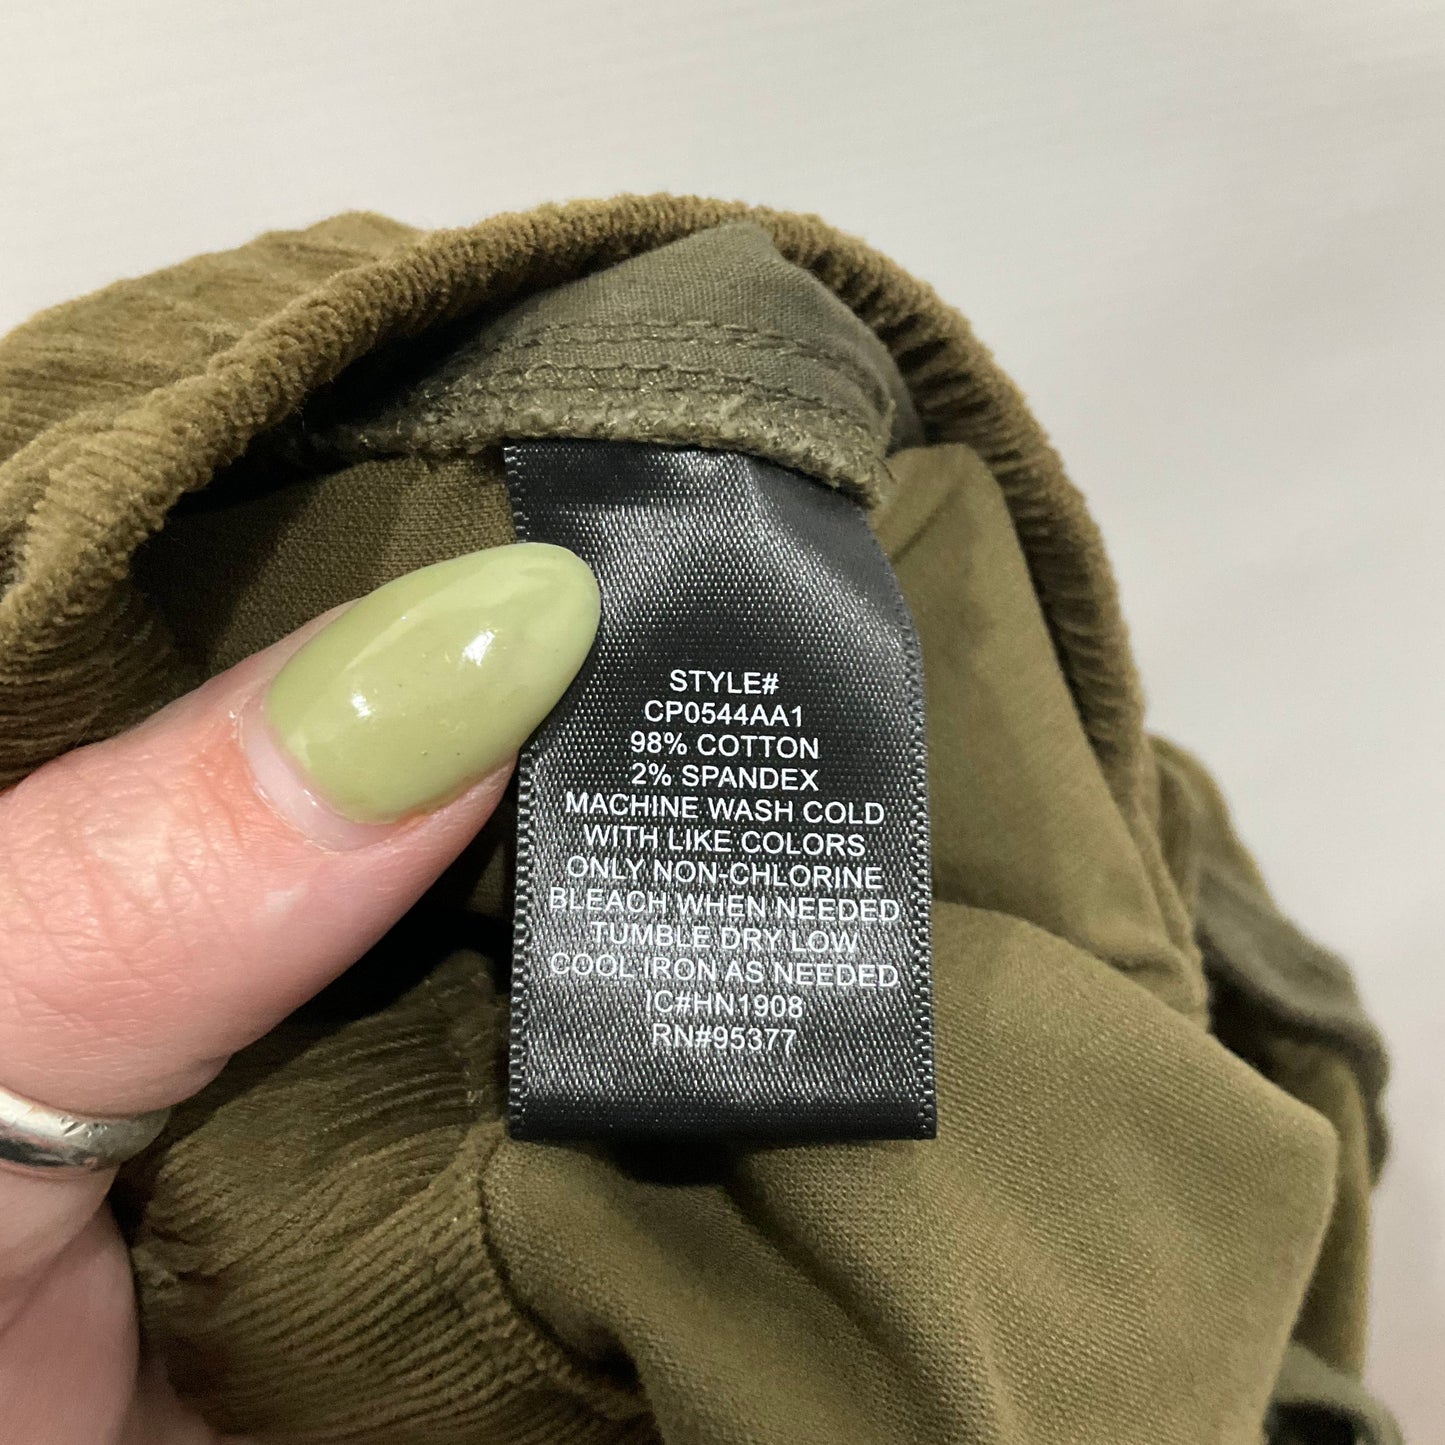 STYLE#
CP0544AA1
98% COTTON
2% SPANDEX
MACHINE WASH COLD
WITH LIKE COLORS
ONLY NON-CHLORINE
BLEACH WHEN NEEDED
TUMBLE DRY LOW
COOL IRON AS NEEDED
IC#HN1908
RN#95377